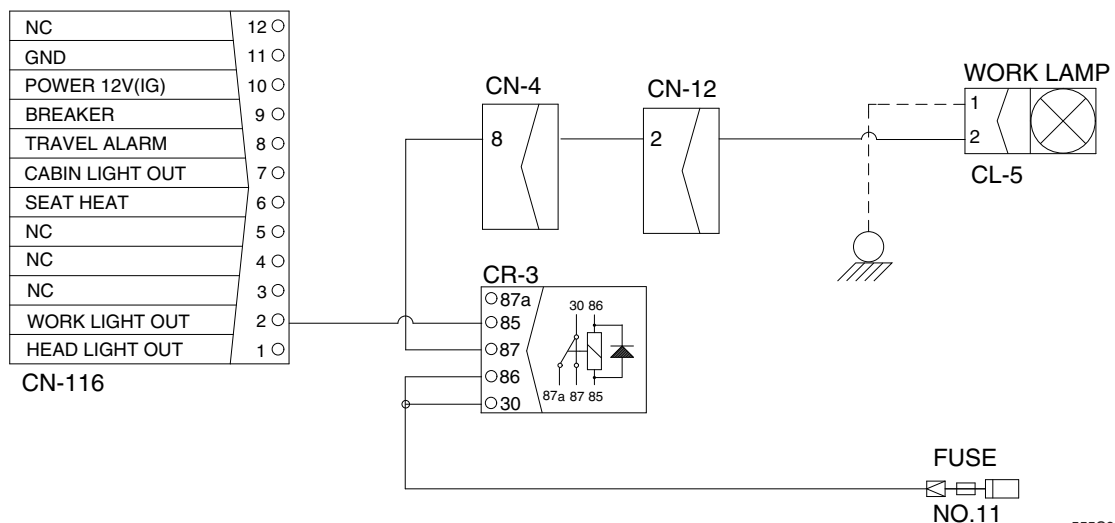 NC 12
GND 11
POWER 12V(IG) 10
BREAKER 9
TRAVEL ALARM 8
CABIN LIGHT OUT 7
SEAT HEAT 6
NC 5
NC 4
NC 3
WORK LIGHT OUT 2
HEAD LIGHT OUT 1
CN-116
CN-4
8
CN-12
2
WORK LAMP
1
2
CL-5
CR-3
87a
85
87
86
30
30 86
87a 87 85
FUSE
NO.11